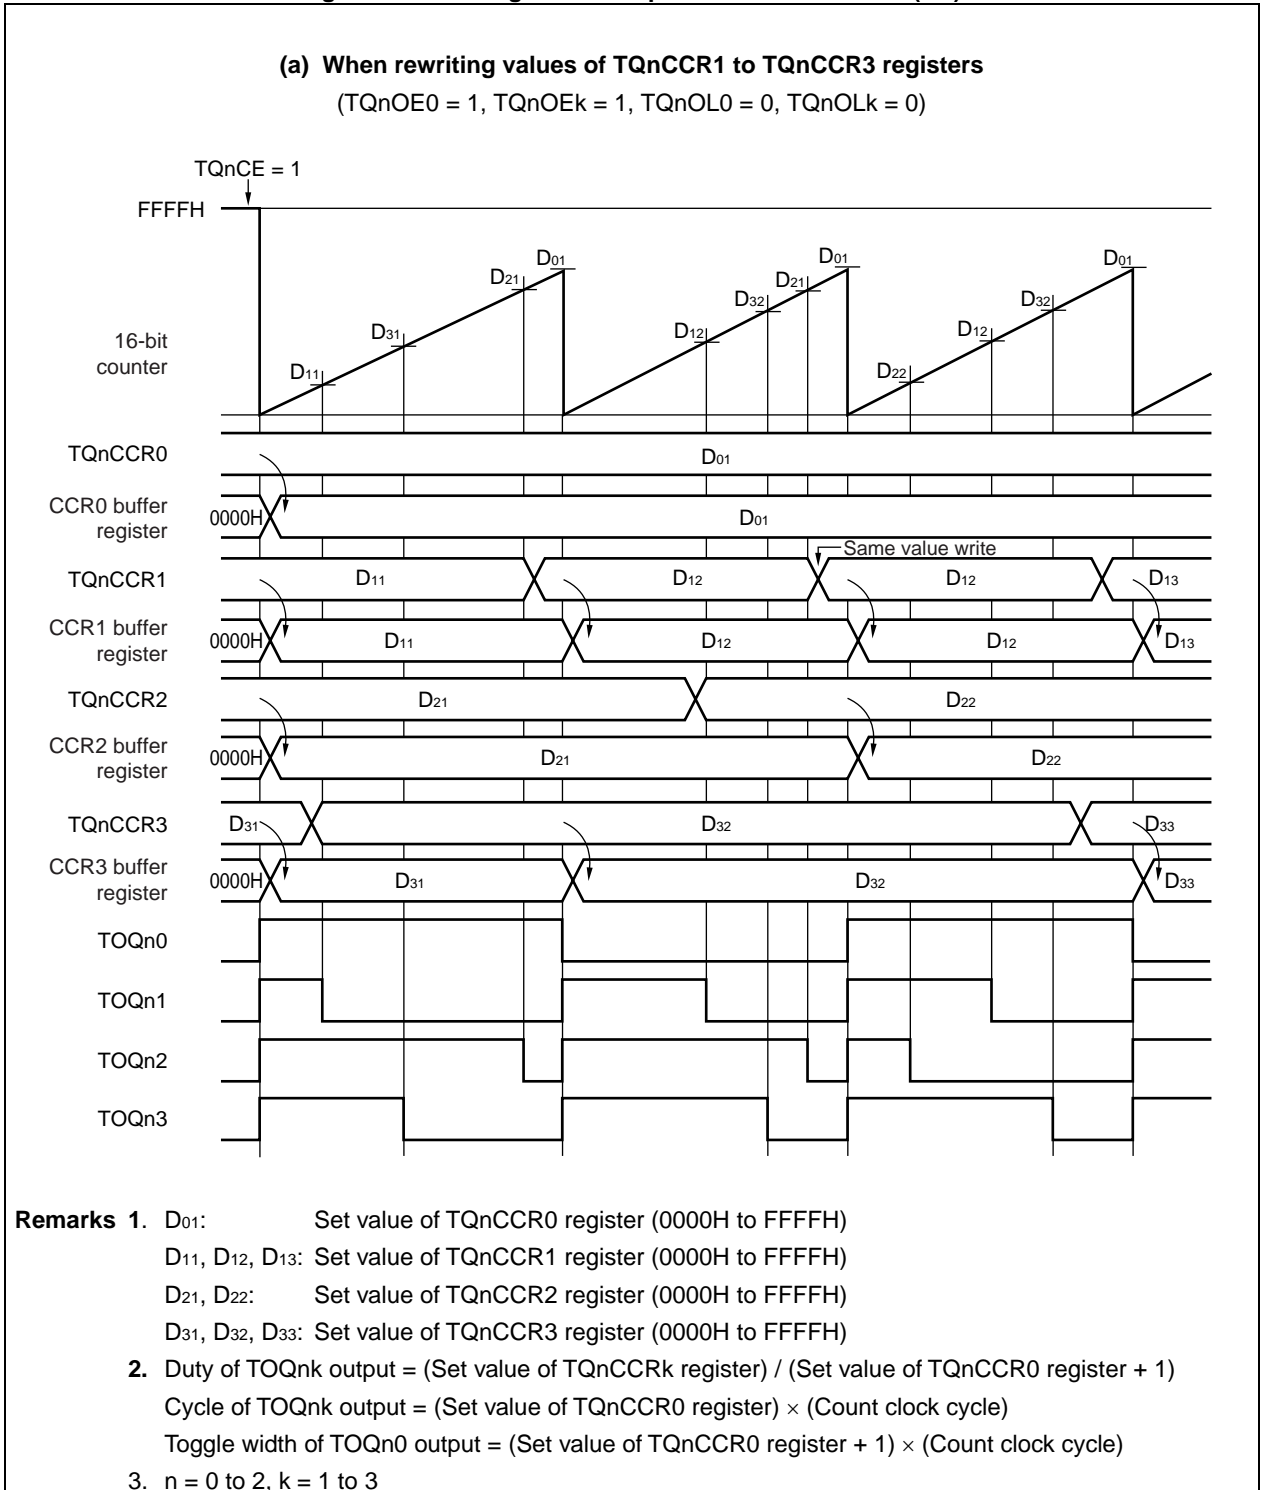 (a) When rewriting values of TQnCCR1 to TQnCCR3 registers
(TQnOE0 = 1, TQnOEk = 1, TQnOL0 = 0, TQnOLk = 0)
TQnCE = 1
FFFFH
D01 D01 D01
D21 D21
D32 D32
D31 D12 D12
16-bit
counter
D11 D22
TQnCCR0
D01
CCR0 buffer
register
0000H D01
Same value write
TQnCCR1 D11 D12 D12 D13
CCR1 buffer
register
0000H D11 D12 D12 D13
TQnCCR2 D21 D22
CCR2 buffer
register
0000H D21 D22
TQnCCR3 D31 D32 D33
CCR3 buffer
register
0000H D31 D32 D33
TOQn0
TOQn1
TOQn2
TOQn3
Remarks 1. D01: Set value of TQnCCR0 register (0000H to FFFFH)
D11, D12, D13: Set value of TQnCCR1 register (0000H to FFFFH)
D21, D22: Set value of TQnCCR2 register (0000H to FFFFH)
D31, D32, D33: Set value of TQnCCR3 register (0000H to FFFFH)
2. Duty of TOQnk output = (Set value of TQnCCRk register) / (Set value of TQnCCR0 register + 1)
Cycle of TOQnk output = (Set value of TQnCCR0 register) × (Count clock cycle)
Toggle width of TOQn0 output = (Set value of TQnCCR0 register + 1) × (Count clock cycle)
3. n = 0 to 2, k = 1 to 3